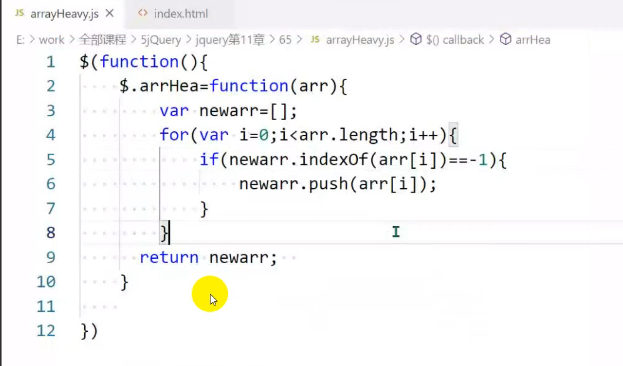 JS arrayHeavy.js × <> index.html
E: > work > 全部课程 > 5jQuery > jquery第11章 > 65 > JS arrayHeavy.js > $() callback > arrHea
1 $(function(){
2 $.arrHea=function(arr){
3 var newarr=[];
4 for(var i=0;i<arr.length;i++){
5 if(newarr.indexOf(arr[i])==-1){
6 newarr.push(arr[i]);
7 }
8 }
9 return newarr;
10 }
11
12 })